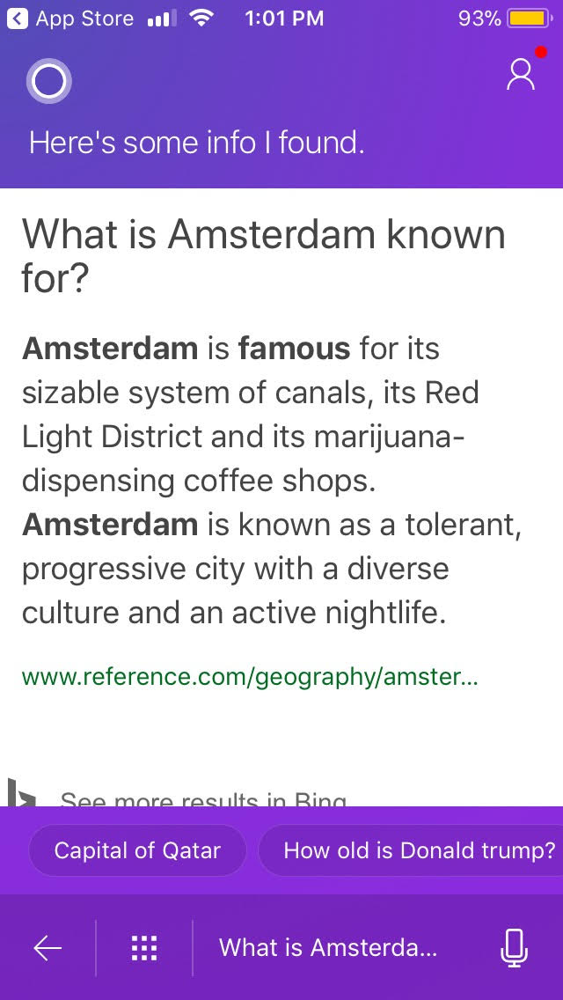 App Store 1:01 PM 93%
Here's some info I found.
What is Amsterdam known
for?
Amsterdam is famous for its
sizable system of canals, its Red
Light District and its marijuana-
dispensing coffee shops.
Amsterdam is known as a tolerant,
progressive city with a diverse
culture and an active nightlife.
www.reference.com/geography/amster...
See more results in Bing
Capital of Qatar How old is Donald trump?
What is Amsterda...